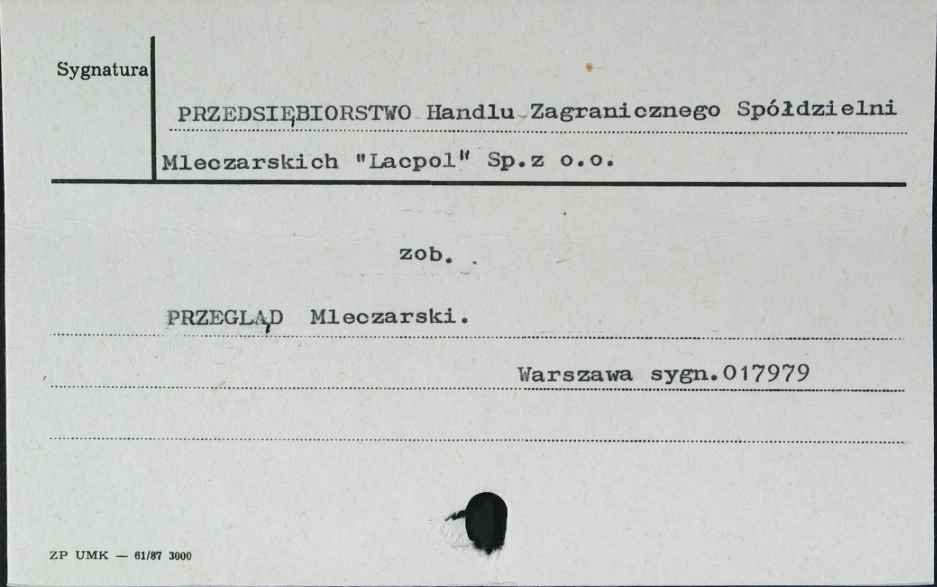 Sygnatura
PRZEDSIĘBIORSTWO Handlu Zagranicznego Spółdzielni
Mleczarskich "Lacpol" Sp.z o.o.
zob.
PRZEGLĄD Mleczarski.
Warszawa sygn.017979
ZP UMK — 61/87 3000